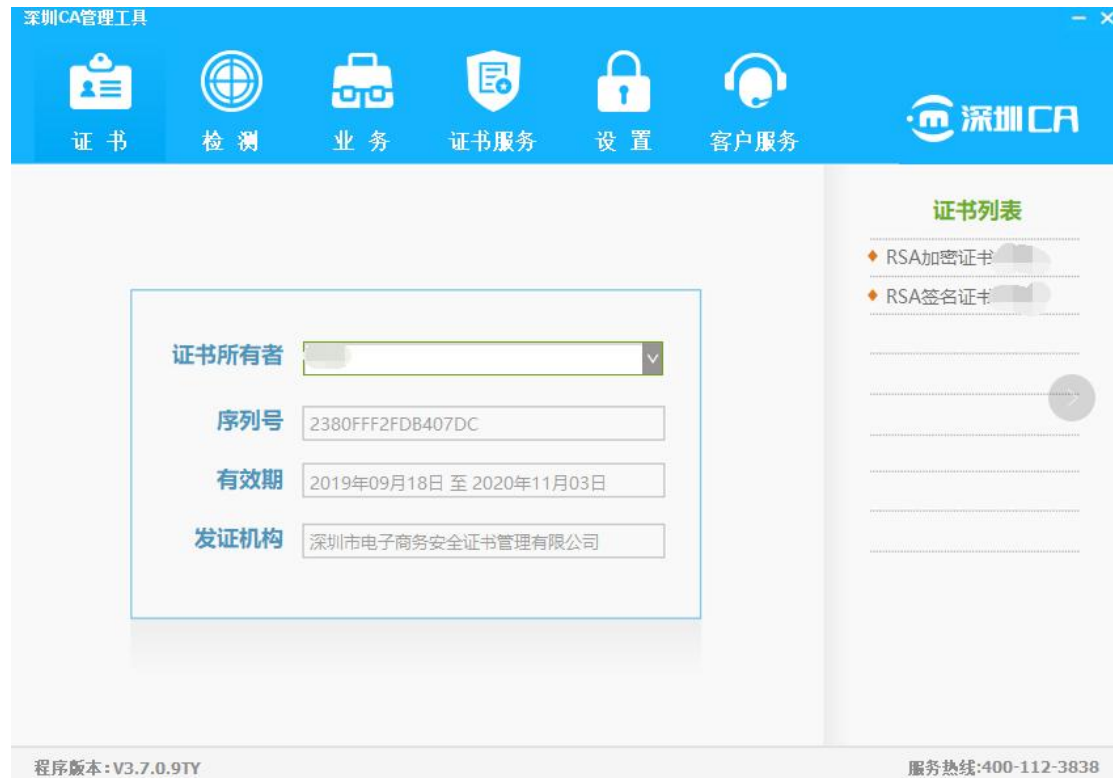 深圳CA管理工具
证书 检测 业务 证书服务 设置 客户服务
深圳CA
证书列表
RSA加密证书
RSA签名证书
证书所有者
序列号 2380FFF2FDB407DC
有效期 2019年09月18日 至 2020年11月03日
发证机构 深圳市电子商务安全证书管理有限公司
程序版本:V3.7.0.9TY
服务热线:400-112-3838